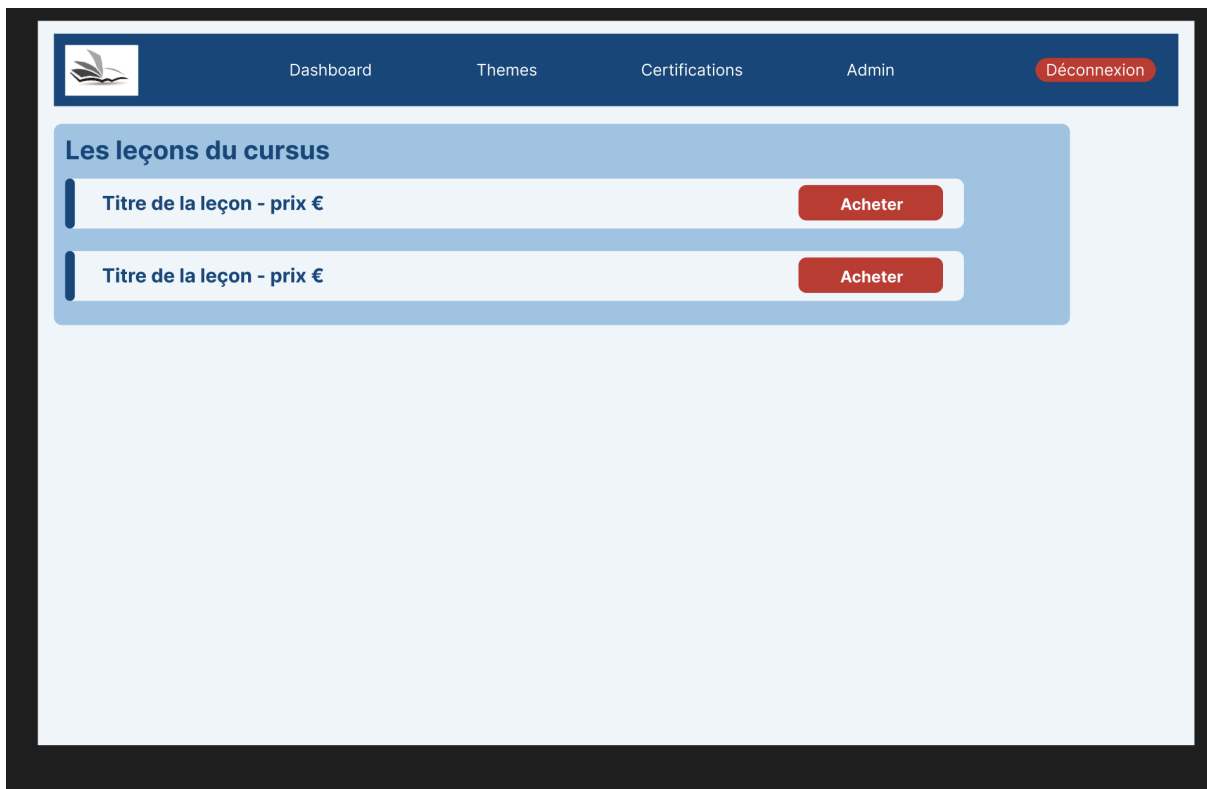 Dashboard Themes Certifications Admin Déconnexion
Les leçons du cursus
Titre de la leçon - prix € Acheter
Titre de la leçon - prix € Acheter